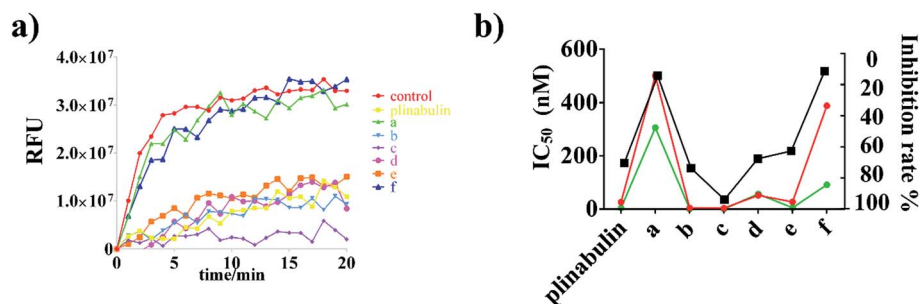 a)
RFU
4.0×10⁷
3.0×10⁷
2.0×10⁷
1.0×10⁷
0
0 5 10 15 20
time/min
control
plinabulin
a
b
c
d
e
f
b)
IC₅₀ (nM)
600
400
200
0
plinabulin a b c d e f
0
20
40
60
80
100
Inhibition rate %